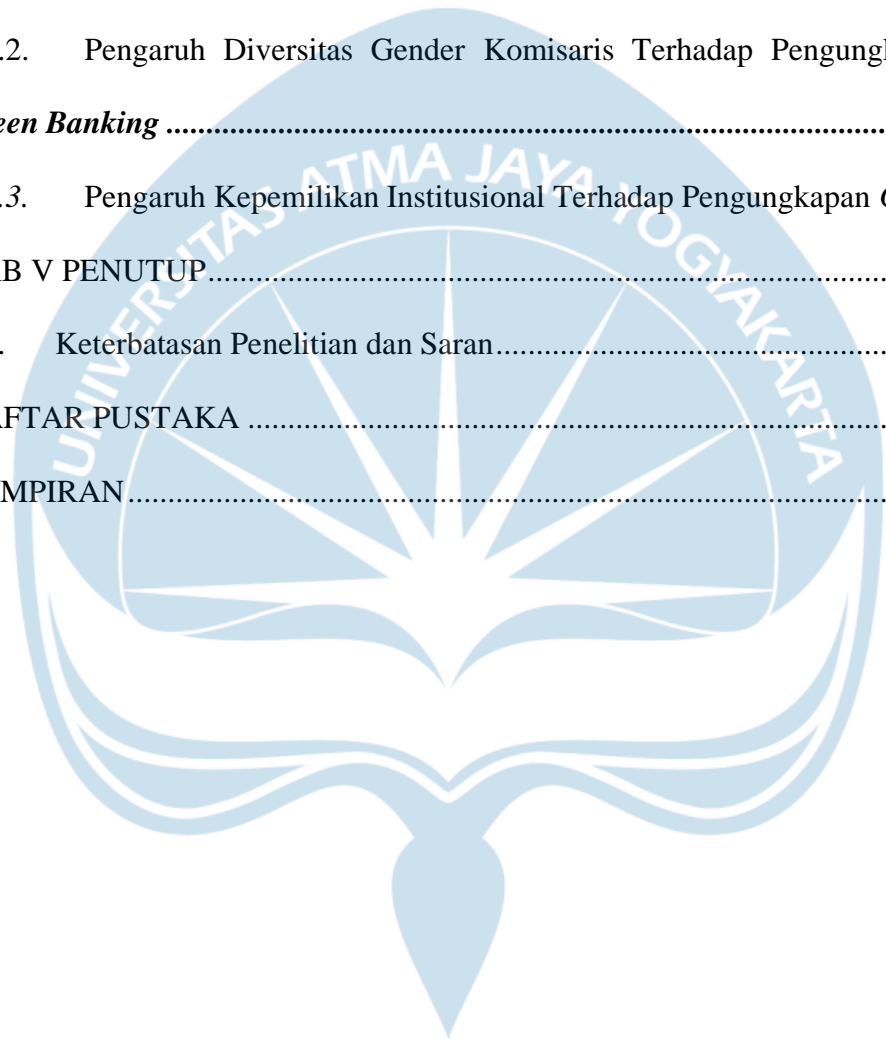 .2. Pengaruh Diversitas Gender Komisaris Terhadap Pengung
een Banking ........................................................................................
.3. Pengaruh Kepemilikan Institusional Terhadap Pengungkapan
AB V PENUTUP ........................................................................................
. Keterbatasan Penelitian dan Saran ..................................................
AFTAR PUSTAKA ..................................................................................
MPIRAN ..................................................................................................
UNIVERSITAS ATMA JAYA YOGYAKARTA